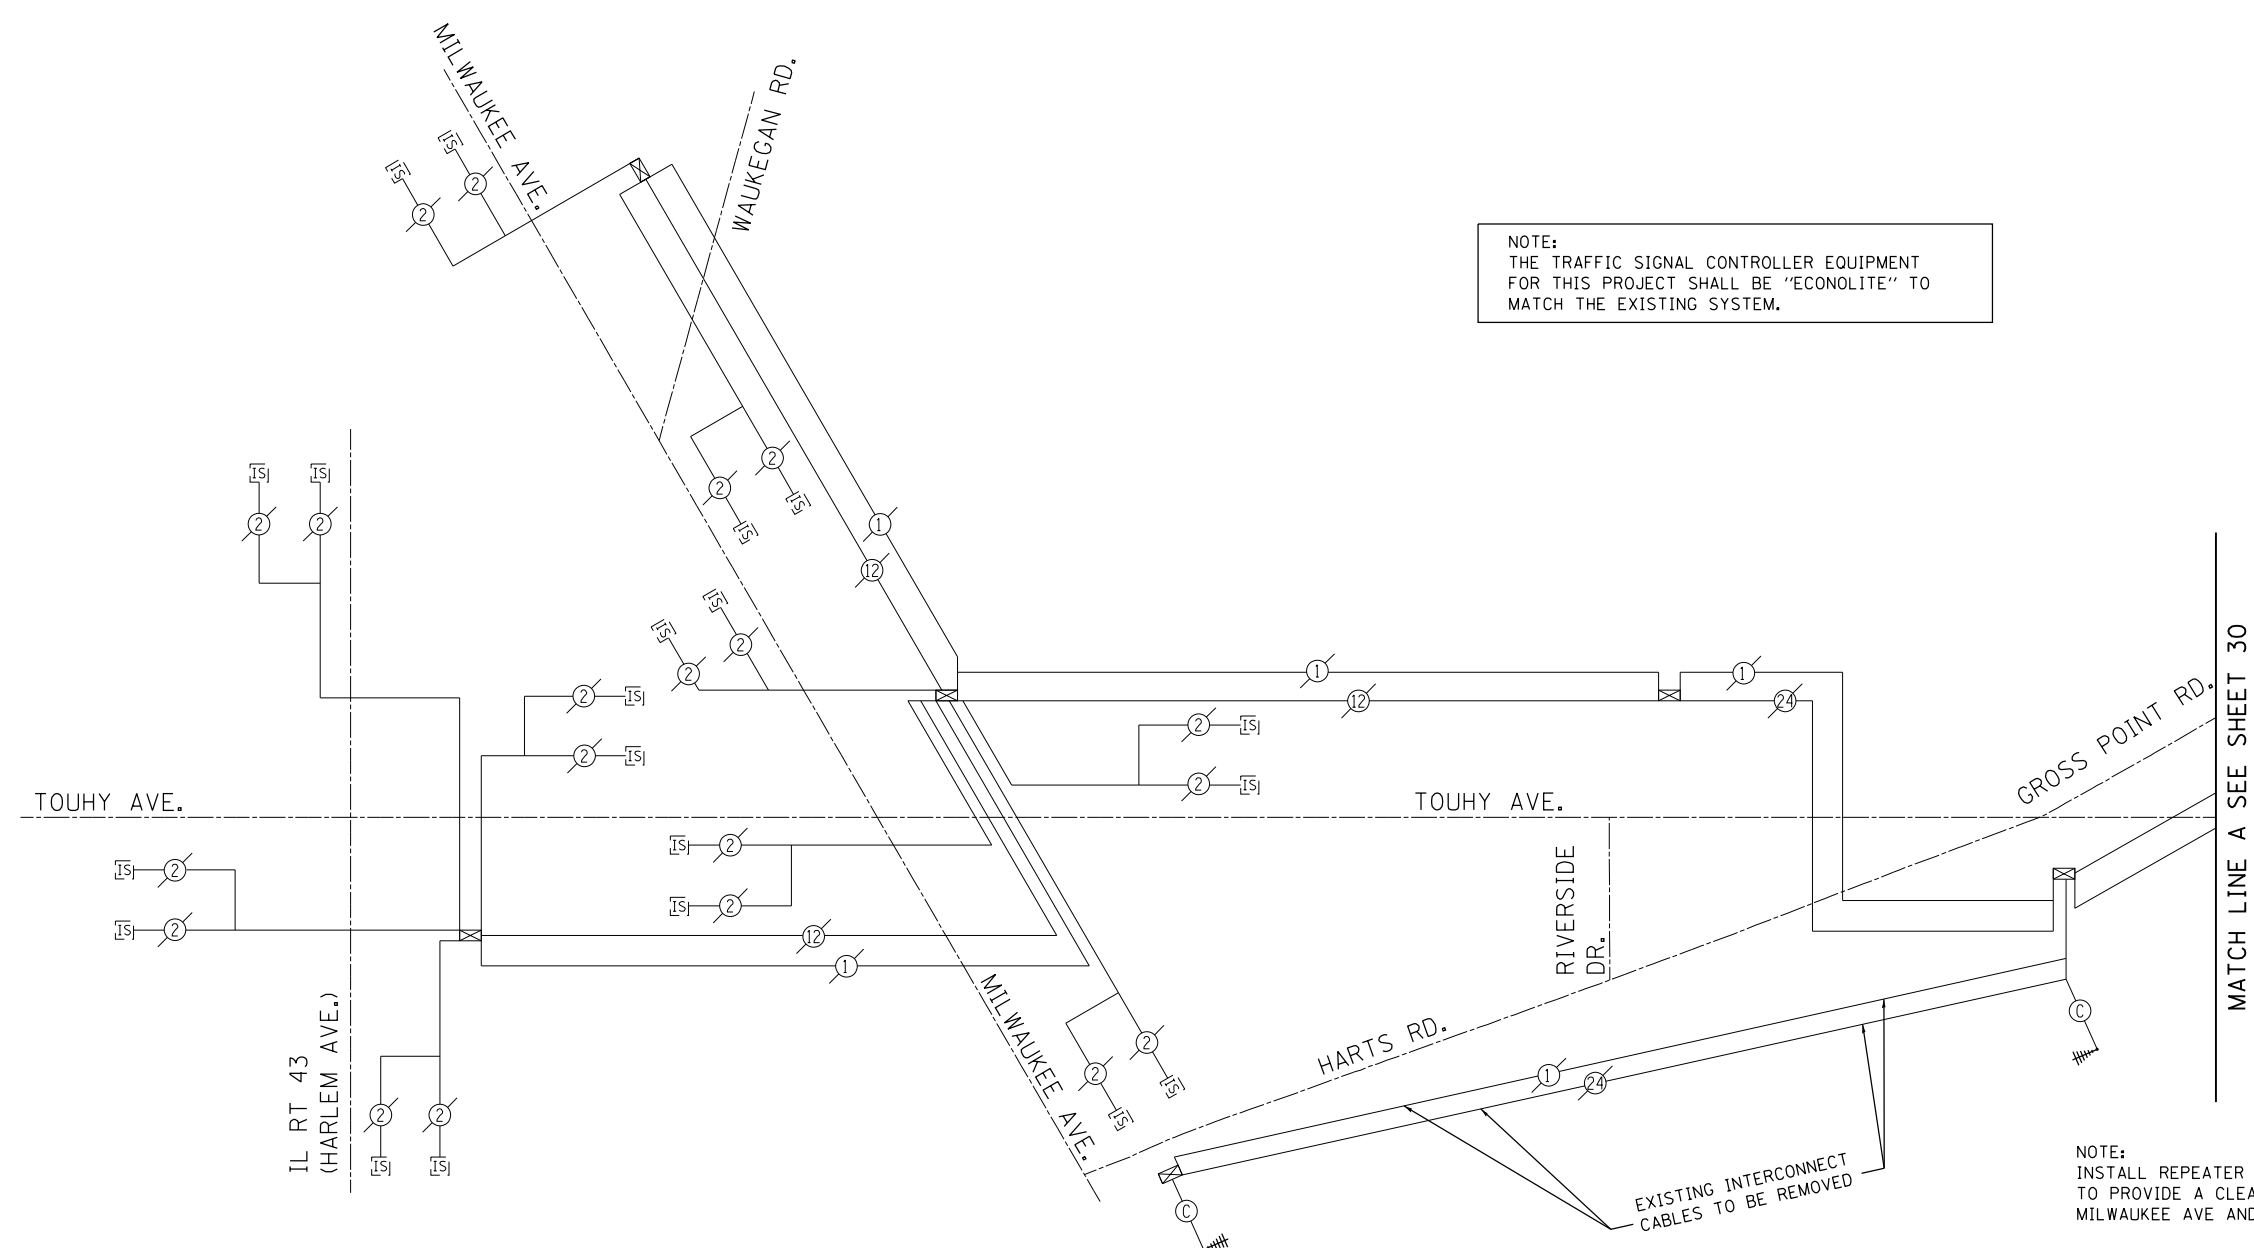 MILWAUKEE AVE.
WAUKEGAN RD.
IS
IS
2
2
NOTE:
THE TRAFFIC SIGNAL CONTROLLER EQUIPMENT
FOR THIS PROJECT SHALL BE "ECONOLITE" TO
MATCH THE EXISTING SYSTEM.
2
2
IS
IS
1
12
IS
IS
2
2
IS
IS
2
2
2
IS
2
IS
1
12
1
24
2
IS
2
IS
TOUHY AVE.
TOUHY AVE.
GROSS POINT RD.
MATCH LINE A SEE SHEET 30
IS
2
IS
2
IS
2
IS
2
12
1
RIVERSIDE
DR.
IL RT 43
(HARLEM AVE.)
2
2
IS
IS
MILWAUKEE AVE.
2
2
IS
IS
HARTS RD.
1
24
C
C
EXISTING INTERCONNECT
CABLES TO BE REMOVED
NOTE:
INSTALL REPEATER
TO PROVIDE A
MILWAUKEE AVE